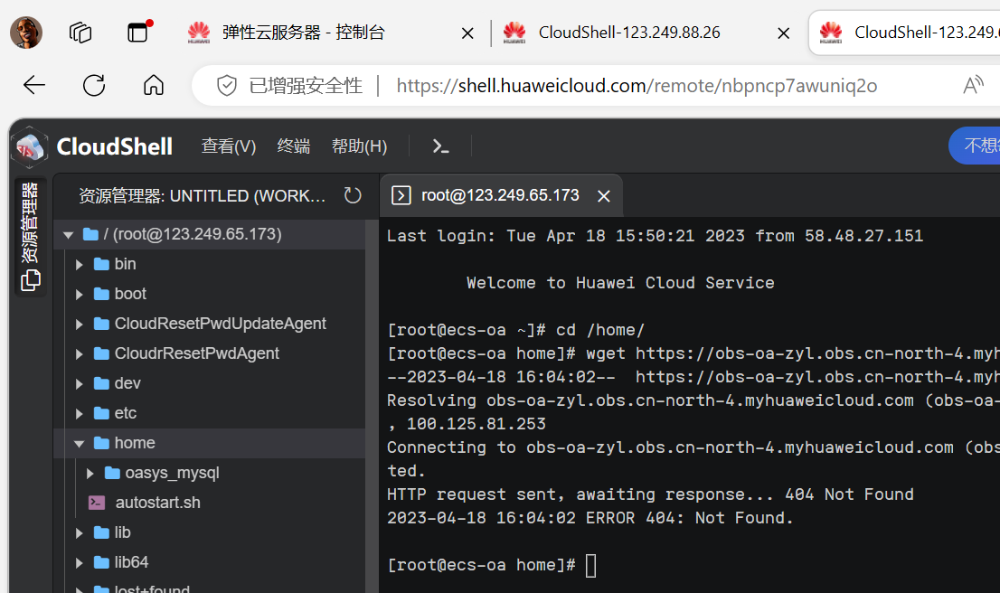 弹性云服务器 - 控制台
CloudShell-123.249.88.26
CloudShell-123.249.
已增强安全性
https://shell.huaweicloud.com/remote/nbpncp7awuniq2o
CloudShell
查看(V)
终端
帮助(H)
不想
资源管理器
资源管理器: UNTITLED (WORK...
/ (root@123.249.65.173)
bin
boot
CloudResetPwdUpdateAgent
CloudrResetPwdAgent
dev
etc
home
oasys_mysql
autostart.sh
lib
lib64
lost+found
root@123.249.65.173
Last login: Tue Apr 18 15:50:21 2023 from 58.48.27.151
Welcome to Huawei Cloud Service
[root@ecs-oa ~]# cd /home/
[root@ecs-oa home]# wget https://obs-oa-zyl.obs.cn-north-4.myh
--2023-04-18 16:04:02--  https://obs-oa-zyl.obs.cn-north-4.myh
Resolving obs-oa-zyl.obs.cn-north-4.myhuaweicloud.com (obs-oa-
, 100.125.81.253
Connecting to obs-oa-zyl.obs.cn-north-4.myhuaweicloud.com (obs
ted.
HTTP request sent, awaiting response... 404 Not Found
2023-04-18 16:04:02 ERROR 404: Not Found.
[root@ecs-oa home]#